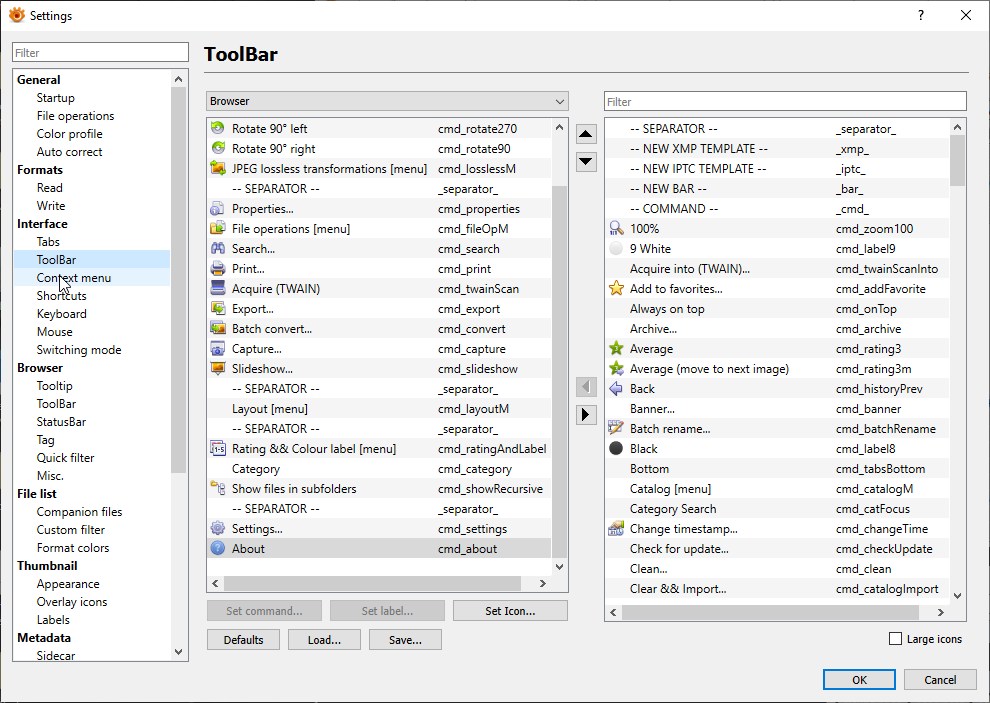 Settings
?
Filter
General
Startup
File operations
Color profile
Auto correct
Formats
Read
Write
Interface
Tabs
ToolBar
Context menu
Shortcuts
Keyboard
Mouse
Switching mode
Browser
Tooltip
ToolBar
StatusBar
Tag
Quick filter
Misc.
File list
Companion files
Custom filter
Format colors
Thumbnail
Appearance
Overlay icons
Labels
Metadata
Sidecar
ToolBar
Browser
Rotate 90° left cmd_rotate270
Rotate 90° right cmd_rotate90
JPEG lossless transformations [menu] cmd_losslesM
-- SEPARATOR -- _separator_
Properties... cmd_properties
File operations [menu] cmd_fileOpM
Search... cmd_search
Print... cmd_print
Acquire (TWAIN) cmd_twainScan
Export... cmd_export
Batch convert... cmd_convert
Capture... cmd_capture
Slideshow... cmd_slideshow
-- SEPARATOR -- _separator_
Layout [menu] cmd_layoutM
-- SEPARATOR -- _separator_
Rating && Colour label [menu] cmd_ratingAndLabel
Category cmd_category
Show files in subfolders cmd_showRecursive
-- SEPARATOR -- _separator_
Settings... cmd_settings
About cmd_about
Set command... Set label... Set Icon...
Defaults Load... Save...
Filter
-- SEPARATOR -- _separator_
-- NEW XMP TEMPLATE -- _xmp_
-- NEW IPTC TEMPLATE -- _iptc_
-- NEW BAR -- _bar_
-- COMMAND -- _cmd_
100% cmd_zoom100
9 White cmd_label9
Acquire into (TWAIN)... cmd_twainScanInto
Add to favorites... cmd_addFavorite
Always on top cmd_onTop
Archive... cmd_archive
Average cmd_rating3
Average (move to next image) cmd_rating3m
Back cmd_historyPrev
Banner... cmd_banner
Batch rename... cmd_batchRename
Black cmd_label8
Bottom cmd_tabsBottom
Catalog [menu] cmd_catalogM
Category Search cmd_catFocus
Change timestamp... cmd_changeTime
Check for update... cmd_checkUpdate
Clean... cmd_clean
Clear && Import... cmd_catalogImport
Large icons
OK Cancel